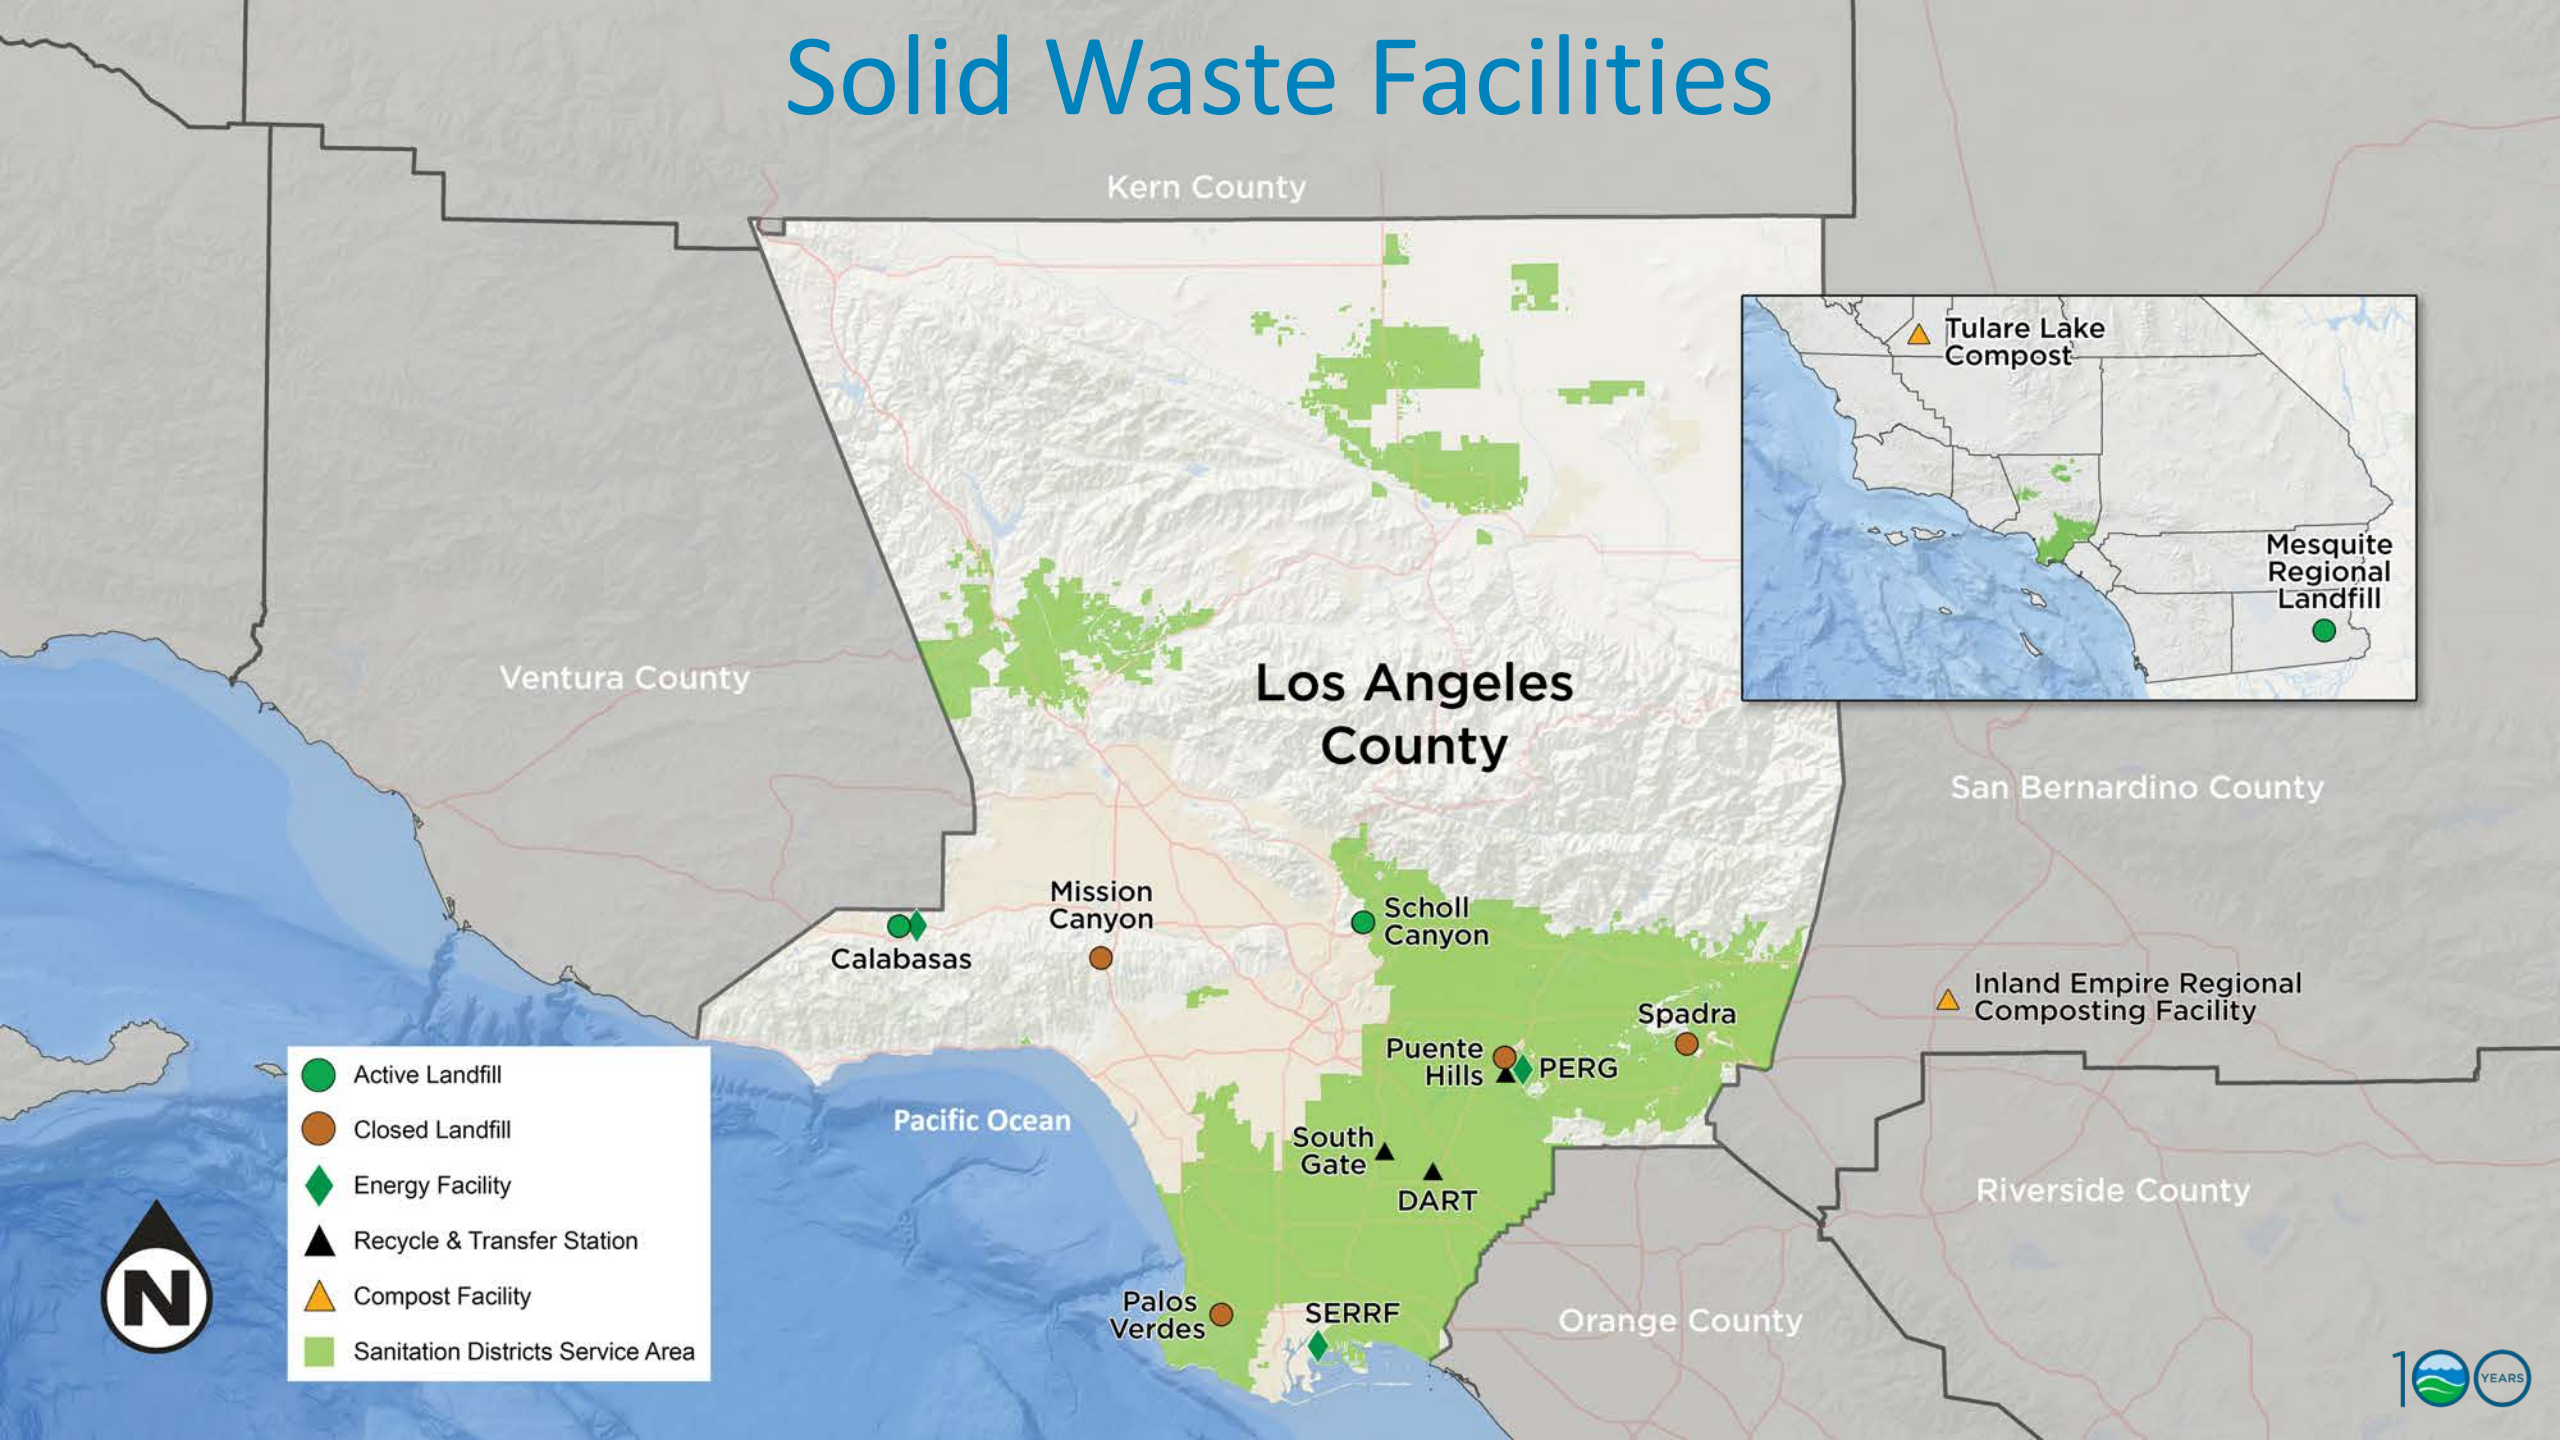 Solid Waste Facilities
Kern County
Tulare Lake
Compost
Mesquite
Regional
Landfill
Ventura County
Los Angeles
County
San Bernardino County
Mission
Canyon
Scholl
Canyon
Calabasas
Inland Empire Regional
Composting Facility
Spadra
Puente
Hills
PERG
Pacific Ocean
South
Gate
DART
Riverside County
Palos
Verdes
SERRF
Orange County
Active Landfill
Closed Landfill
Energy Facility
Recycle & Transfer Station
Compost Facility
Sanitation Districts Service Area
N
100 YEARS